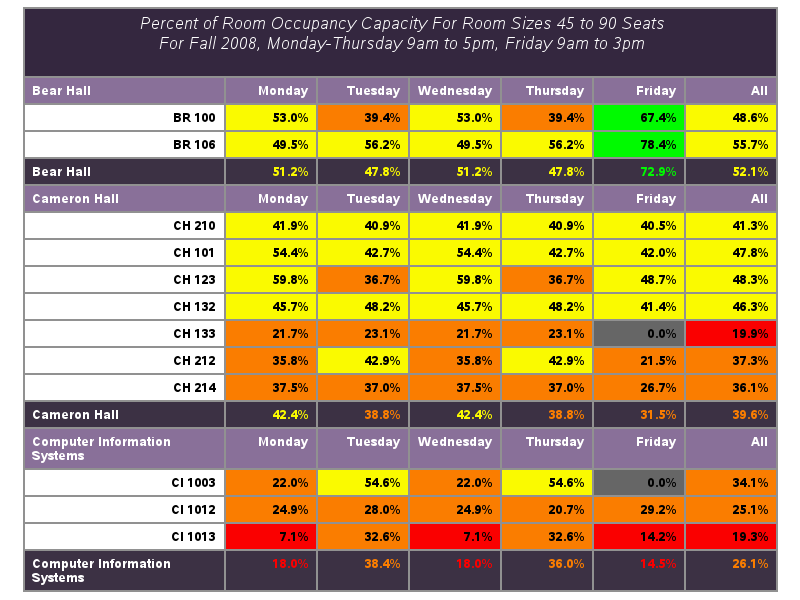 Percent of Room Occupancy Capacity For Room Sizes 45 to 90 Seats
For Fall 2008, Monday-Thursday 9am to 5pm, Friday 9am to 3pm
Bear Hall Monday Tuesday Wednesday Thursday Friday All
BR 100 53.0% 39.4% 53.0% 39.4% 67.4% 48.6%
BR 106 49.5% 56.2% 49.5% 56.2% 78.4% 55.7%
Bear Hall 51.2% 47.8% 51.2% 47.8% 72.9% 52.1%
Cameron Hall Monday Tuesday Wednesday Thursday Friday All
CH 210 41.9% 40.9% 41.9% 40.9% 40.5% 41.3%
CH 101 54.4% 42.7% 54.4% 42.7% 42.0% 47.8%
CH 123 59.8% 36.7% 59.8% 36.7% 48.7% 48.3%
CH 132 45.7% 48.2% 45.7% 48.2% 41.4% 46.3%
CH 133 21.7% 23.1% 21.7% 23.1% 0.0% 19.9%
CH 212 35.8% 42.9% 35.8% 42.9% 21.5% 37.3%
CH 214 37.5% 37.0% 37.5% 37.0% 26.7% 36.1%
Cameron Hall 42.4% 38.8% 42.4% 38.8% 31.5% 39.6%
Computer Information Monday Tuesday Wednesday Thursday Friday All
Systems
CI 1003 22.0% 54.6% 22.0% 54.6% 0.0% 34.1%
CI 1012 24.9% 28.0% 24.9% 20.7% 29.2% 25.1%
CI 1013 7.1% 32.6% 7.1% 32.6% 14.2% 19.3%
Computer Information 18.0% 38.4% 18.0% 36.0% 14.5% 26.1%
Systems